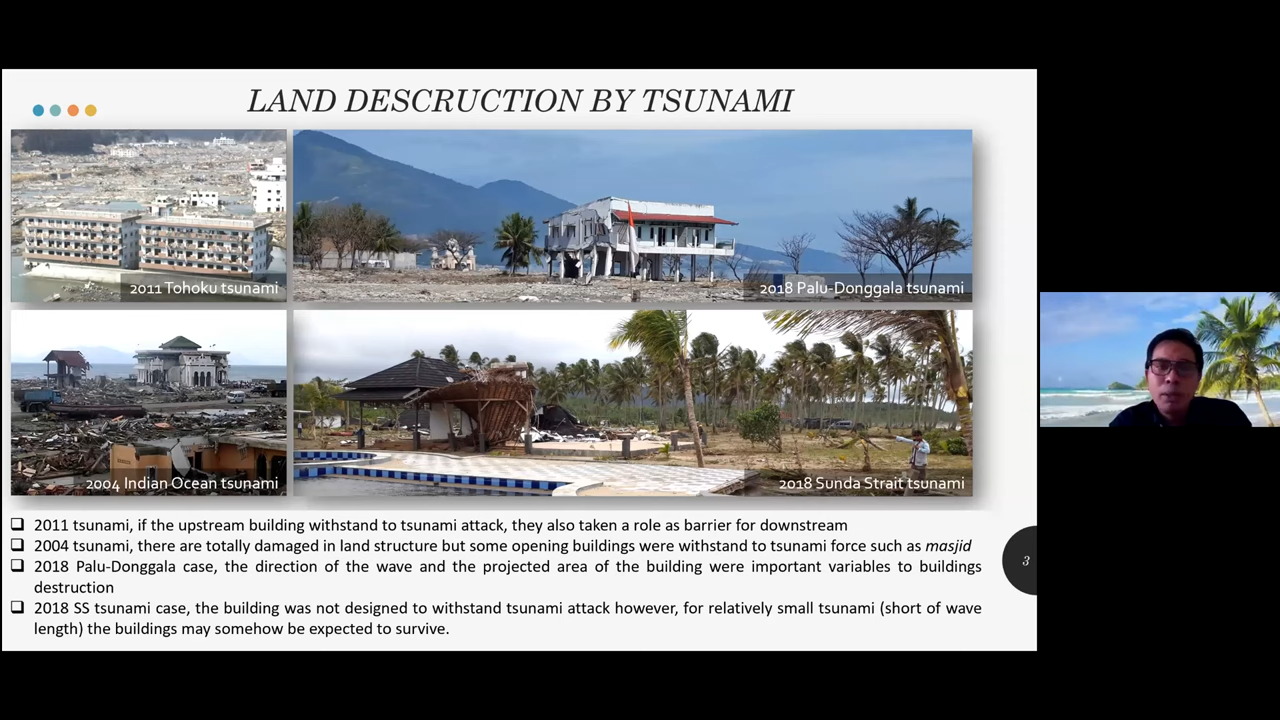 LAND DESCRUCTION BY TSUNAMI
2011 Tohoku tsunami
2018 Palu-Donggala tsunami
2004 Indian Ocean tsunami
2018 Sunda Strait tsunami
2011 tsunami, if the upstream building withstand to tsunami attack, they also taken a role as barrier for downstream
2004 tsunami, there are totally damaged in land structure but some opening buildings were withstand to tsunami force such as masjid
2018 Palu-Donggala case, the direction of the wave and the projected area of the building were important variables to buildings
destruction
2018 SS tsunami case, the building was not designed to withstand tsunami attack however, for relatively small tsunami (short of wave
length) the buildings may somehow be expected to survive.
3